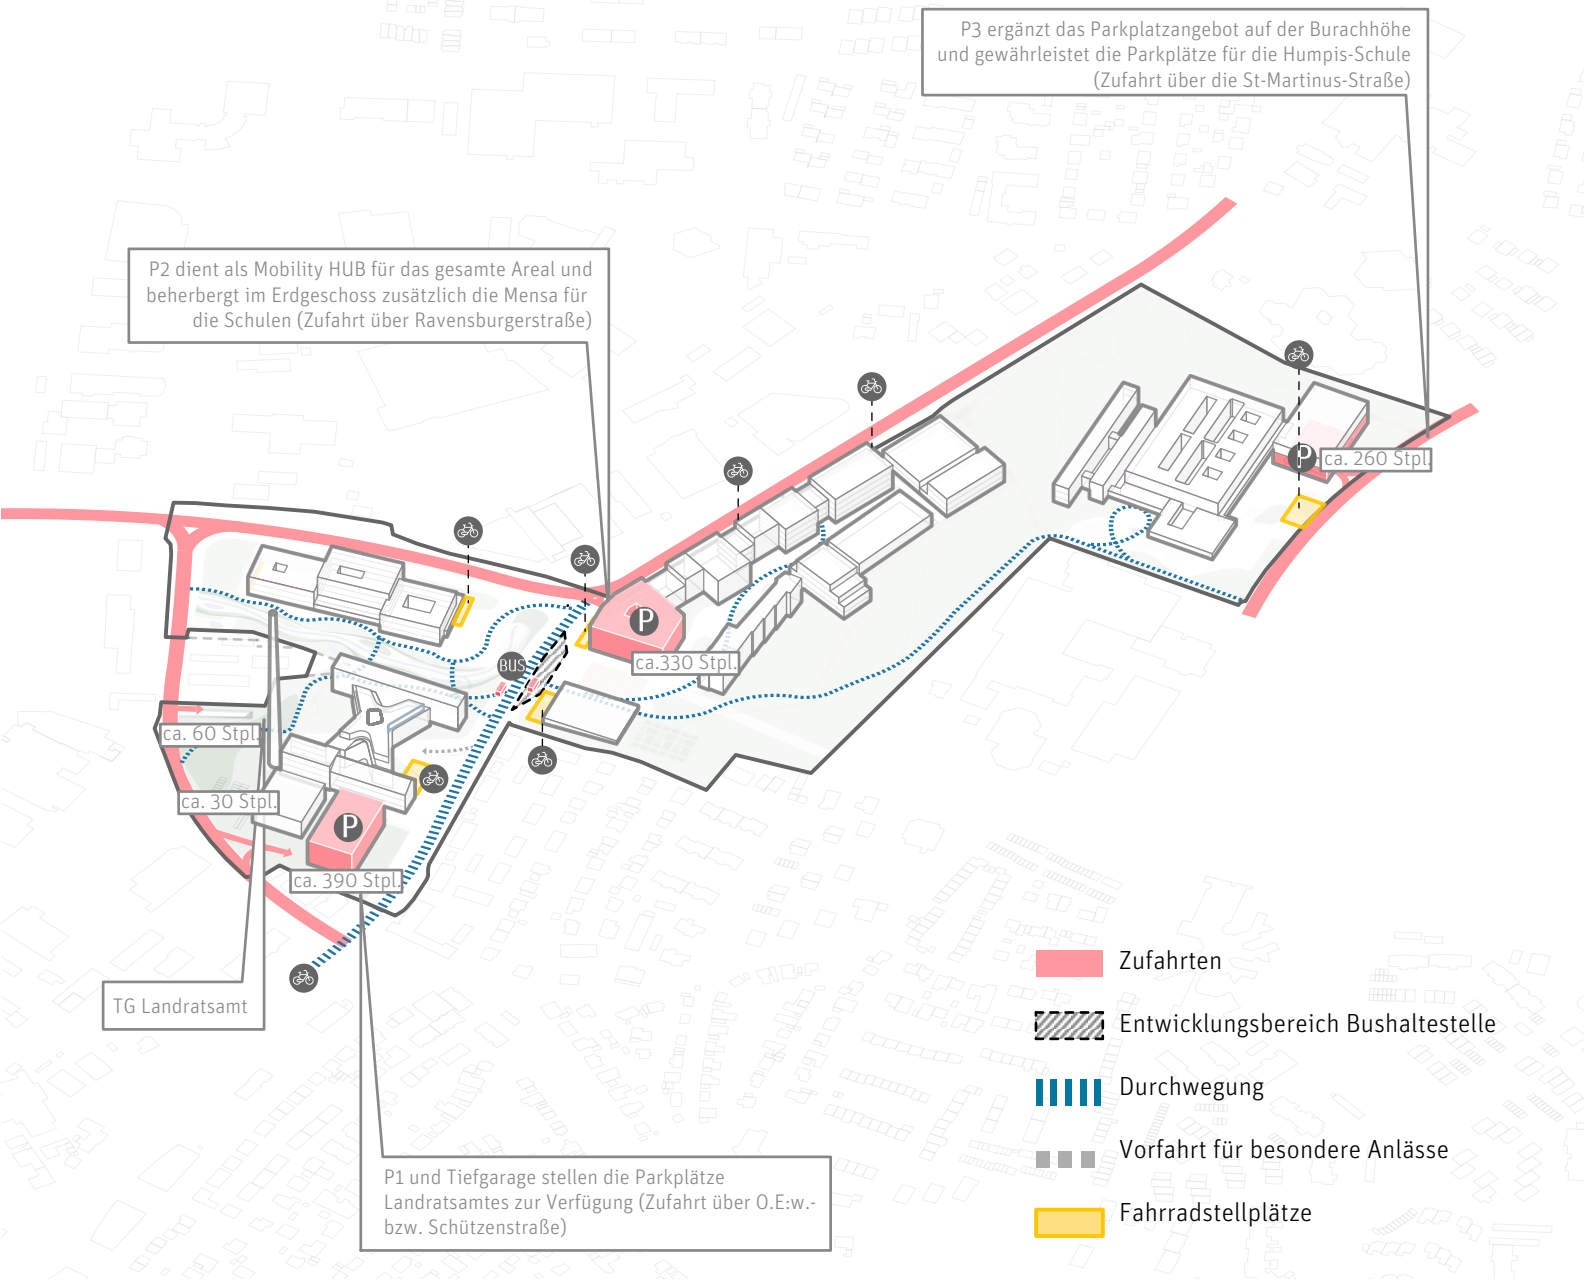 P3 ergänzt das Parkplatzangebot auf der Burachhöhe
und gewährleistet die Parkplätze für die Humpis-Schule
(Zufahrt über die St-Martinus-Straße)
P2 dient als Mobility HUB für das gesamte Areal und
beherbergt im Erdgeschoss zusätzlich die Mensa für
die Schulen (Zufahrt über Ravensburgerstraße)
P
ca. 260 Stpl.
P
ca.330 Stpl.
BUS
ca. 60 Stpl.
ca. 30 Stpl.
P
ca. 390 Stpl.
TG Landratsamt
P1 und Tiefgarage stellen die Parkplätze
Landratsamtes zur Verfügung (Zufahrt über O.E:w.-
bzw. Schützenstraße)
Zufahrten
Entwicklungsbereich Bushaltestelle
Durchwegung
Vorfahrt für besondere Anlässe
Fahrradstellplätze